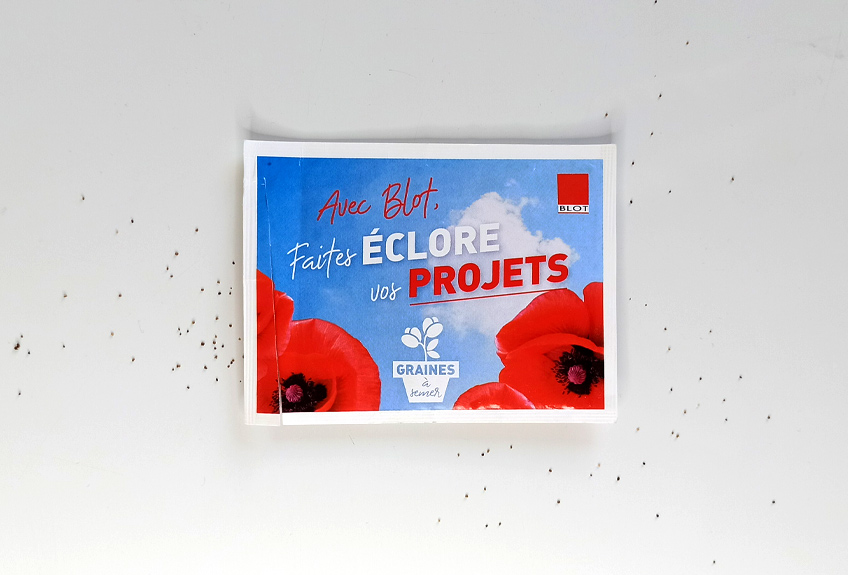 Avec Blot,
Faites ÉCLORE
vos PROJETS
BLOT
GRAINES
à
semer